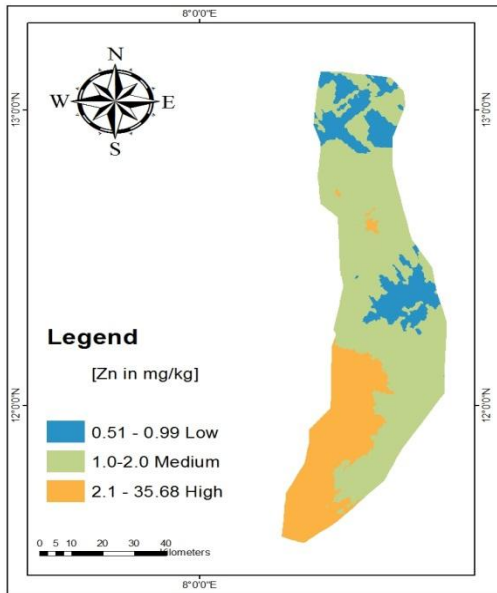 8°0'0"E
N
W E
S
13°0'0"N
13°0'0"N
Legend
[Zn in mg/kg]
12°0'0"N
12°0'0"N
0.51 - 0.99 Low
1.0-2.0 Medium
2.1 - 35.68 High
0 5 10 20 30 40
Kilometers
8°0'0"E